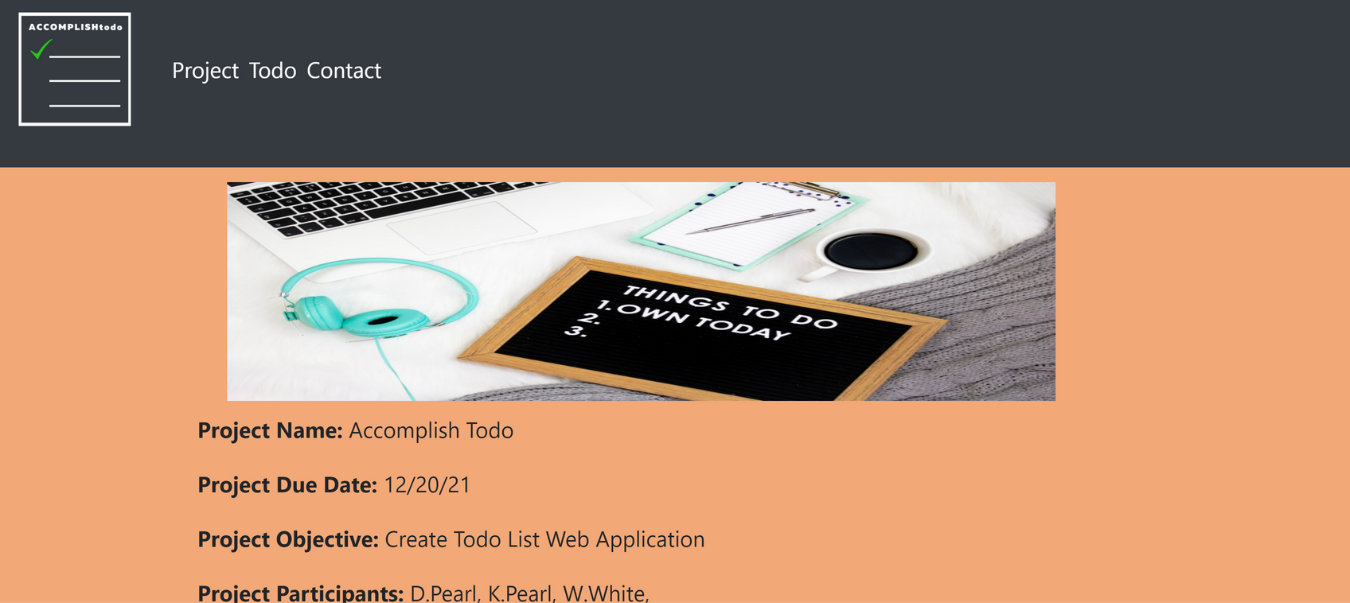 ACCOMPLISHtodo
Project Todo Contact
THINGS TO DO
1. OWN TODAY
2.
3.
Project Name: Accomplish Todo
Project Due Date: 12/20/21
Project Objective: Create Todo List Web Application
Project Participants: D.Pearl, K.Pearl, W.White,